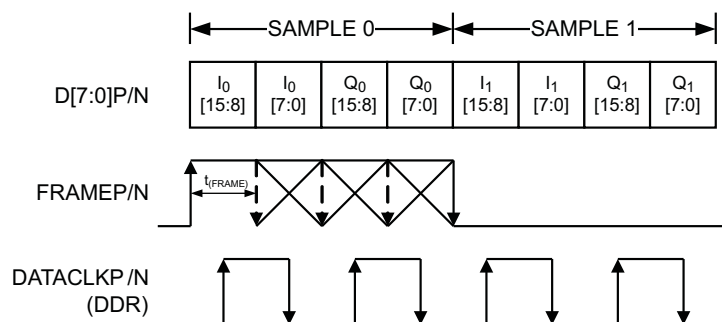 SAMPLE 0 SAMPLE 1
D[7:0]P/N
I0 I0 Q0 Q0 I1 I1 Q1 Q1
[15:8] [7:0] [15:8] [7:0] [15:8] [7:0] [15:8] [7:0]
t(FRAME)
FRAMEP/N
DATACLKP/N
(DDR)